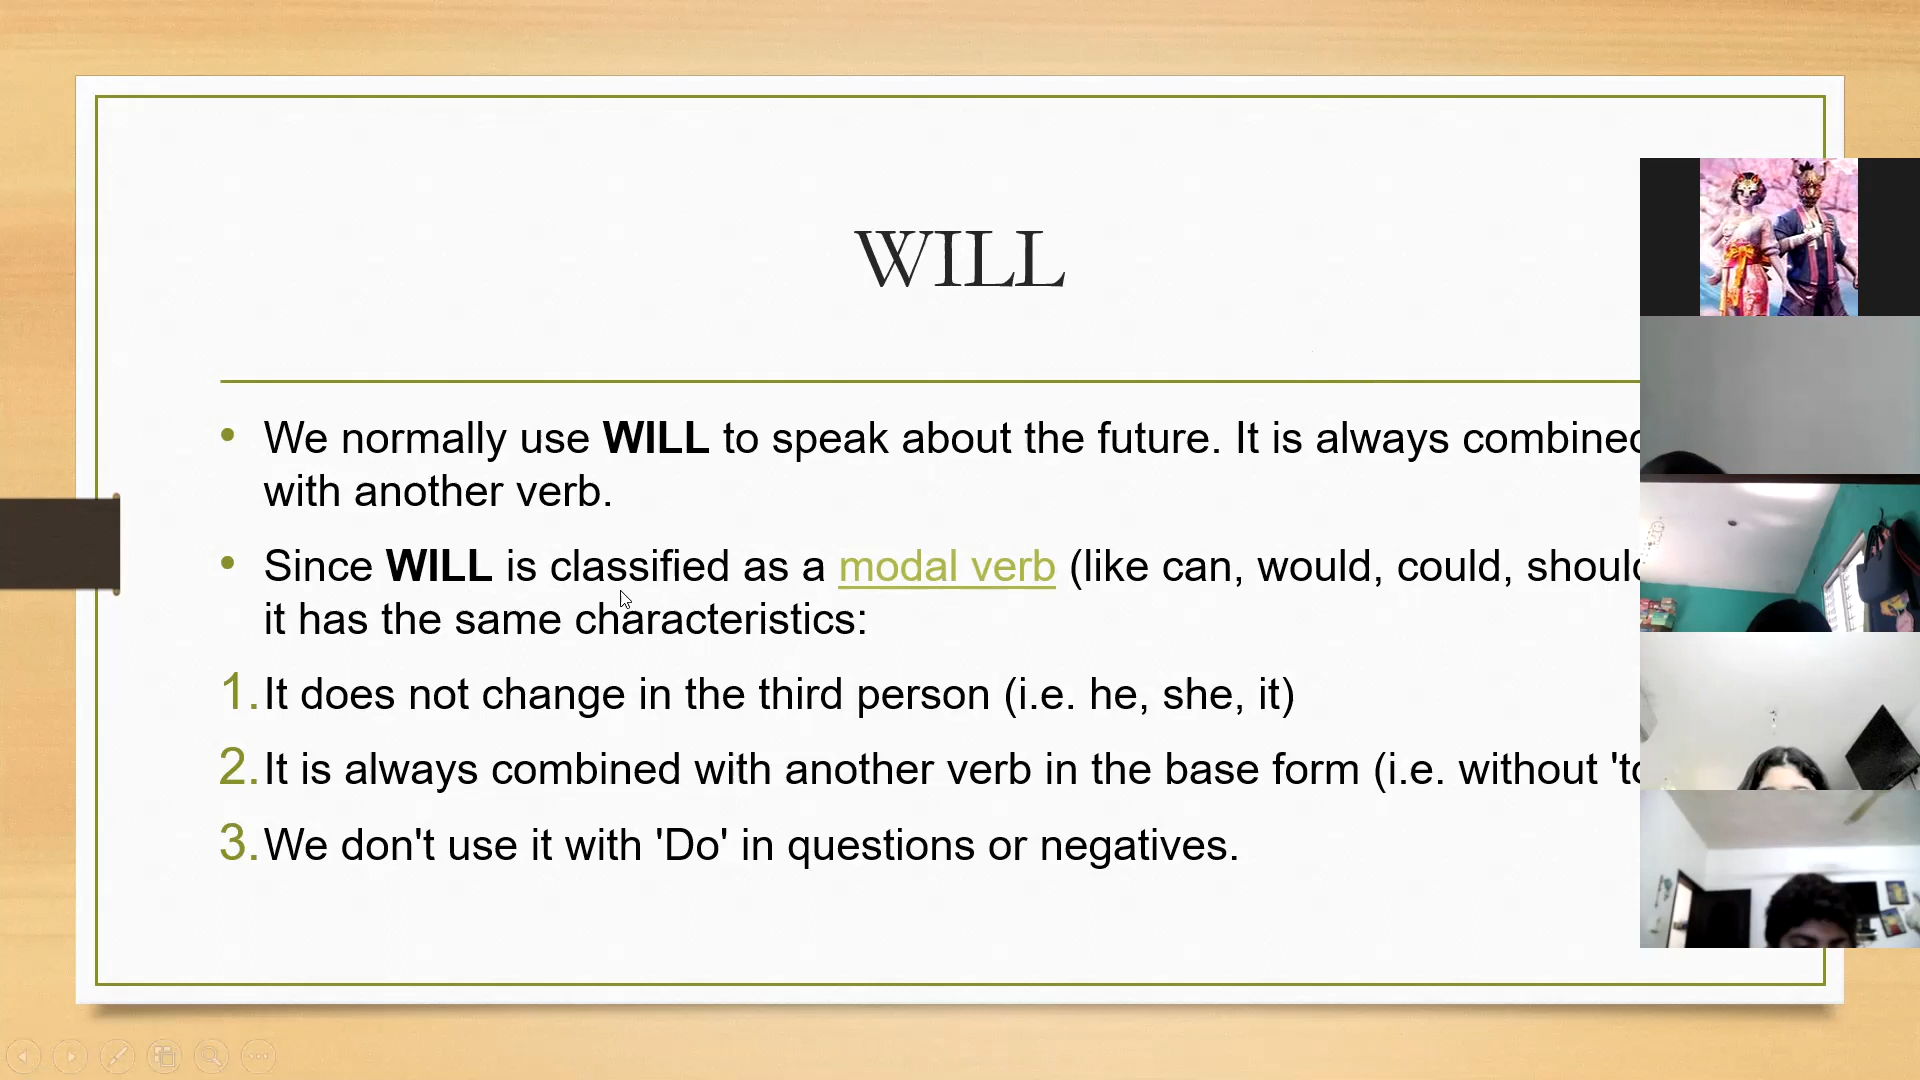 WILL
• We normally use WILL to speak about the future. It is always combined
with another verb.
• Since WILL is classified as a modal verb (like can, would, could, should
it has the same characteristics:
1. It does not change in the third person (i.e. he, she, it)
2. It is always combined with another verb in the base form (i.e. without 'to
3. We don't use it with 'Do' in questions or negatives.